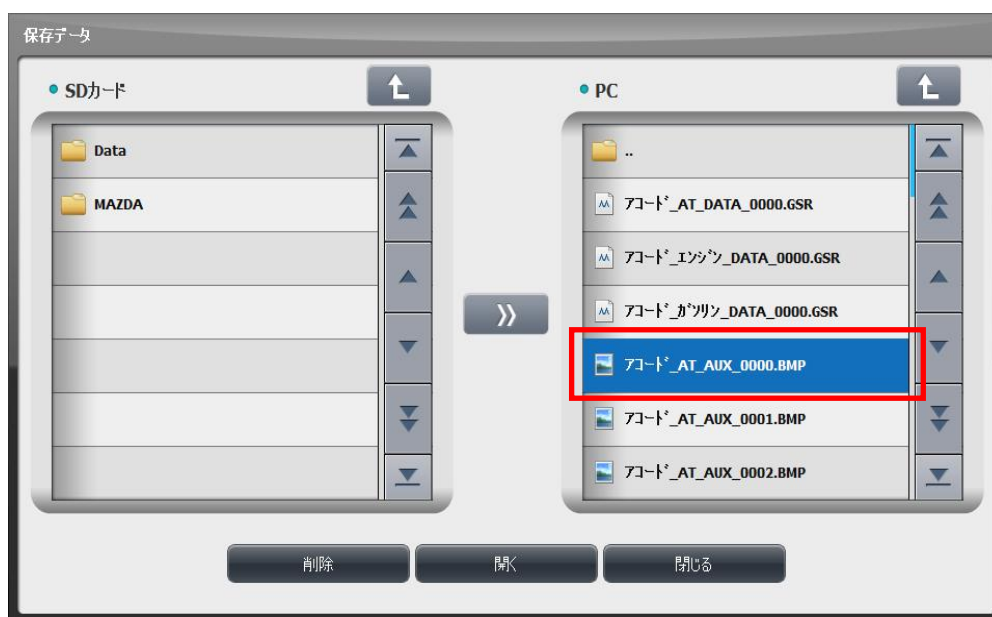 保存ﾃﾞｰﾀ
SDｶｰﾄﾞ
PC
Data
MAZDA
..
ｱｺｰﾄﾞ_AT_DATA_0000.GSR
ｱｺｰﾄﾞ_ｴﾝｼﾞﾝ_DATA_0000.GSR
ｱｺｰﾄﾞ_ｶﾞｿﾘﾝ_DATA_0000.GSR
ｱｺｰﾄﾞ_AT_AUX_0000.BMP
ｱｺｰﾄﾞ_AT_AUX_0001.BMP
ｱｺｰﾄﾞ_AT_AUX_0002.BMP
削除
開く
閉じる